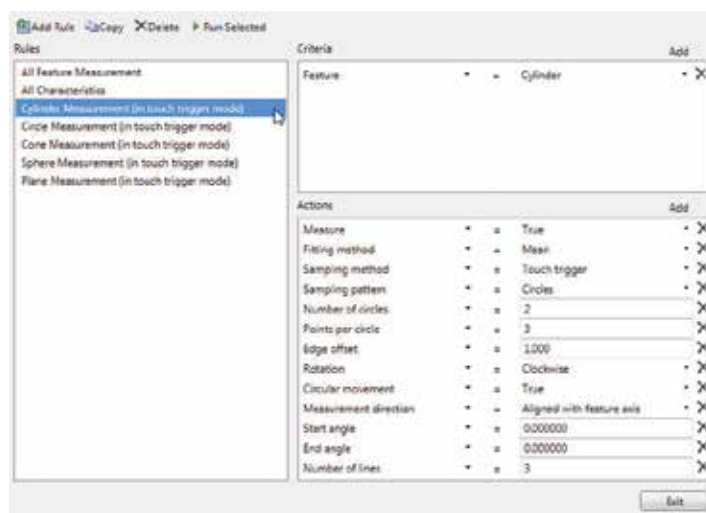 Add Rule Copy Delete Run Selected
Rules
All Feature Measurement
All Characteristics
Cylinder Measurement (in touch trigger mode)
Circle Measurement (in touch trigger mode)
Cone Measurement (in touch trigger mode)
Sphere Measurement (in touch trigger mode)
Plane Measurement (in touch trigger mode)
Criteria Add
Feature = Cylinder
Actions Add
Measure = True
Fitting method = Mean
Sampling method = Touch trigger
Sampling pattern = Circles
Number of circles = 2
Points per circle = 3
Edge offset = 1.000
Rotation = Clockwise
Circular movement = True
Measurement direction = Aligned with feature axis
Start angle = 0.000000
End angle = 0.000000
Number of lines = 3
Exit